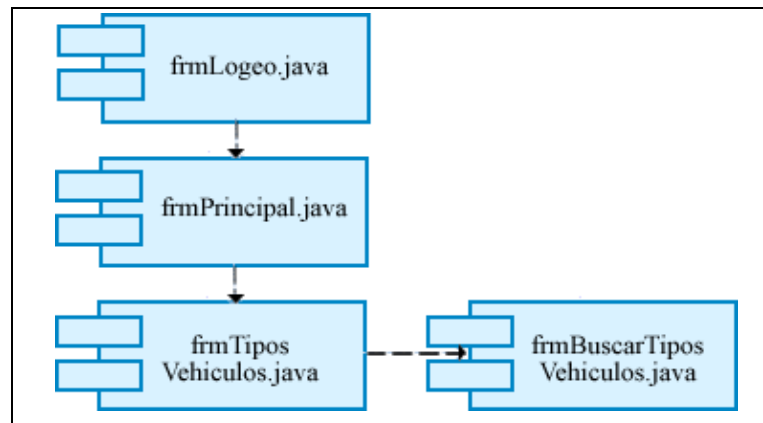 frmLogeo.java
frmPrincipal.java
frmTipos
Vehiculos.java
frmBuscarTipos
Vehiculos.java